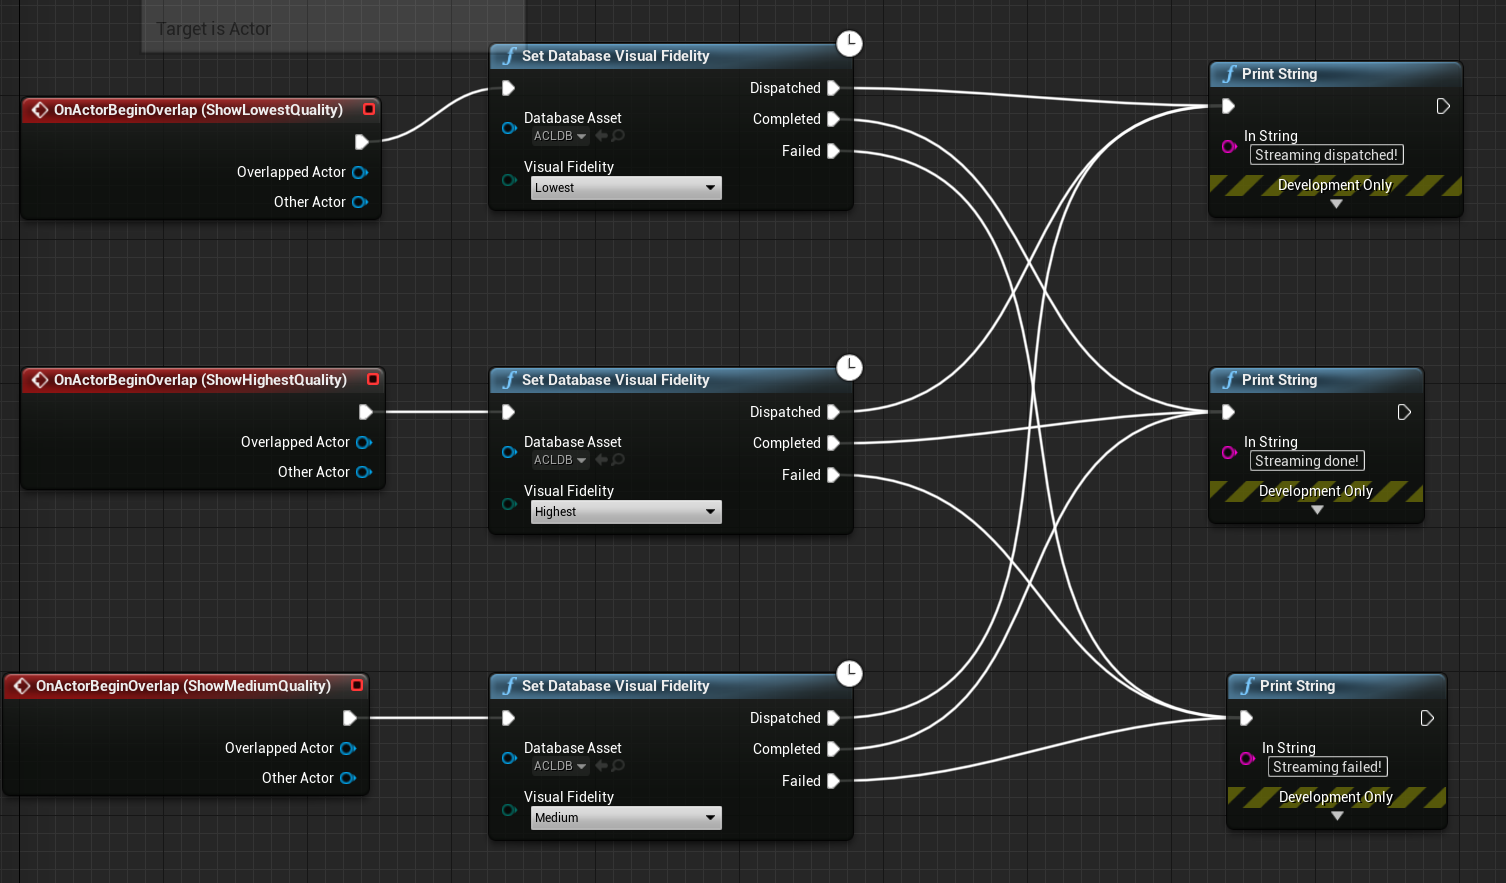 Target is Actor
OnActorBeginOverlap (ShowLowestQuality)
Overlapped Actor
Other Actor
f Set Database Visual Fidelity
Dispatched
Database Asset
Completed
ACLDB
Failed
Visual Fidelity
Lowest
f Print String
In String
Streaming dispatched!
Development Only
OnActorBeginOverlap (ShowHighestQuality)
Overlapped Actor
Other Actor
f Set Database Visual Fidelity
Dispatched
Database Asset
Completed
ACLDB
Failed
Visual Fidelity
Highest
f Print String
In String
Streaming done!
Development Only
OnActorBeginOverlap (ShowMediumQuality)
Overlapped Actor
Other Actor
f Set Database Visual Fidelity
Dispatched
Database Asset
Completed
ACLDB
Failed
Visual Fidelity
Medium
f Print String
In String
Streaming failed!
Development Only